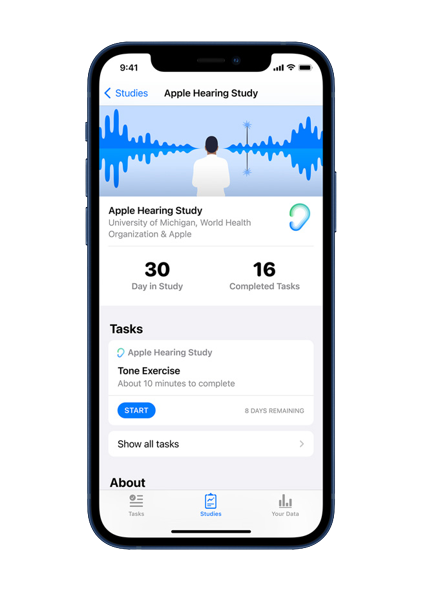 9:41
Studies
Apple Hearing Study
Apple Hearing Study
University of Michigan, World Health
Organization & Apple
30
16
Day in Study
Completed Tasks
Tasks
Apple Hearing Study
Tone Exercise
About 10 minutes to complete
START
8 DAYS REMAINING
Show all tasks
About
Tasks
Studies
Your Data